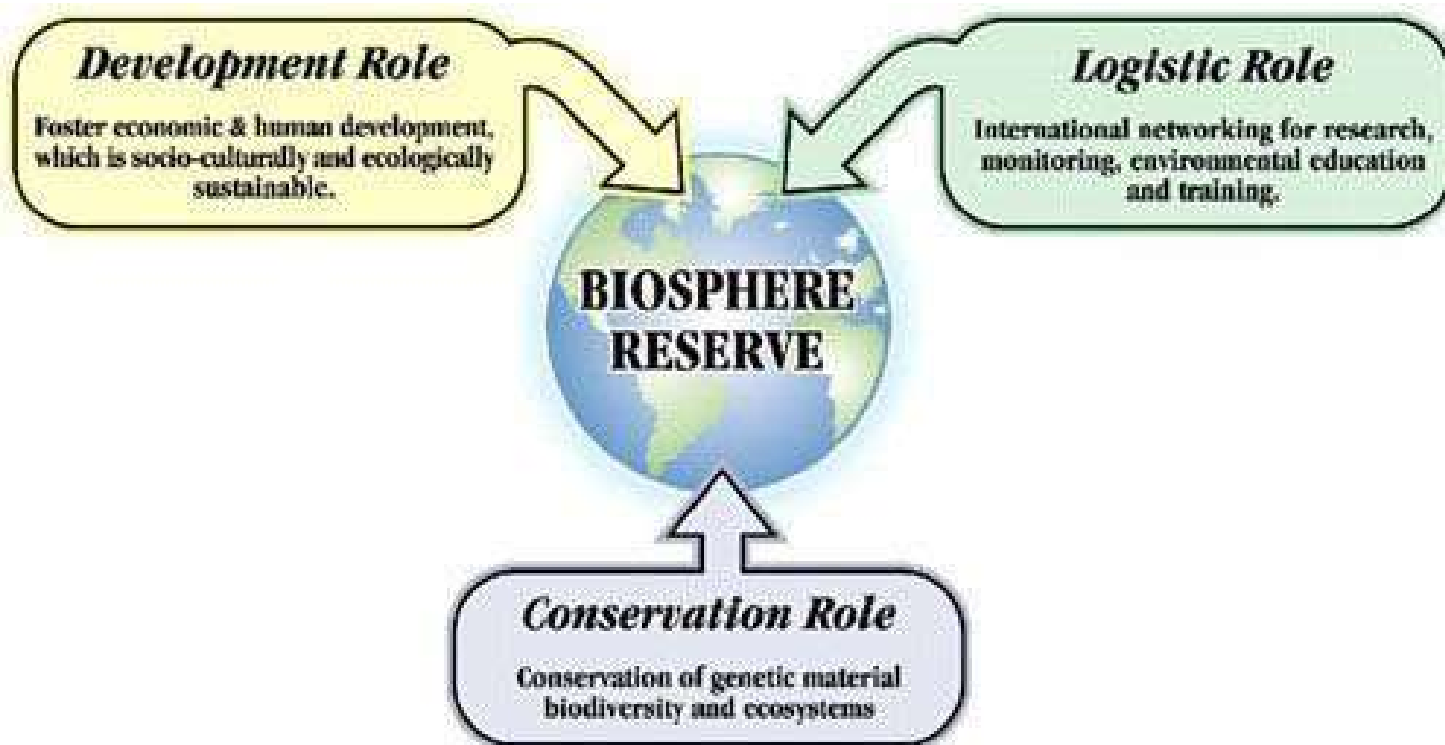 Development Role
Foster economic & human development,
which is socio-culturally and ecologically
sustainable.
Logistic Role
International networking for research,
monitoring, environmental education
and training.
BIOSPHERE
RESERVE
Conservation Role
Conservation of genetic material
biodiversity and ecosystems